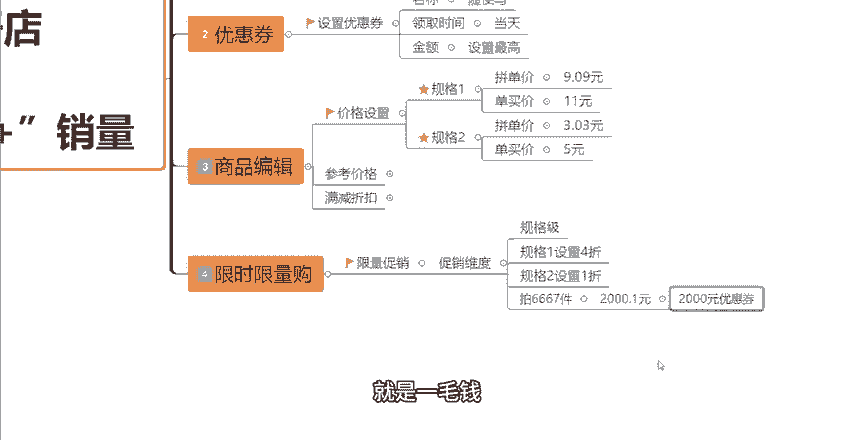 店
+”销量
2 优惠券
设置优惠券
领取时间 当天
金额 设置最高
3 商品编辑
价格设置
规格1
拼单价 9.09元
单买价 11元
规格2
拼单价 3.03元
单买价 5元
参考价格
满减折扣
4 限时限量购
限量促销 促销维度
规格级
规格1设置4折
规格2设置1折
拍6667件 2000.1元 2000元优惠券
就是一毛钱